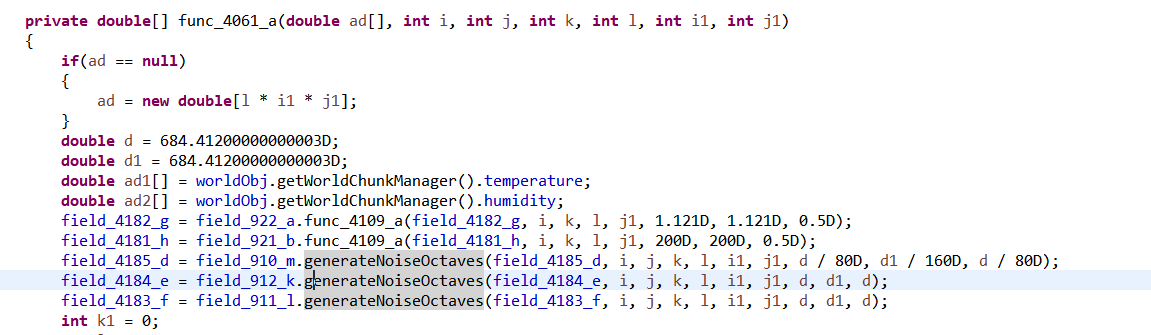 private double[] func_4061_a(double ad[], int i, int j, int k, int l, int i1, int j1)
{
if(ad == null)
{
ad = new double[l * i1 * j1];
}
double d = 684.41200000000003D;
double d1 = 684.41200000000003D;
double ad1[] = worldObj.getWorldChunkManager().temperature;
double ad2[] = worldObj.getWorldChunkManager().humidity;
field_4182_g = field_922_a.func_4109_a(field_4182_g, i, k, l, j1, 1.121D, 1.121D, 0.5D);
field_4181_h = field_921_b.func_4109_a(field_4181_h, i, k, l, j1, 200D, 200D, 0.5D);
field_4185_d = field_910_m.generateNoiseOctaves(field_4185_d, i, j, k, l, i1, j1, d / 80D, d1 / 160D, d / 80D);
field_4184_e = field_912_k.generateNoiseOctaves(field_4184_e, i, j, k, l, i1, j1, d, d1, d);
field_4183_f = field_911_l.generateNoiseOctaves(field_4183_f, i, j, k, l, i1, j1, d, d1, d);
int k1 = 0;